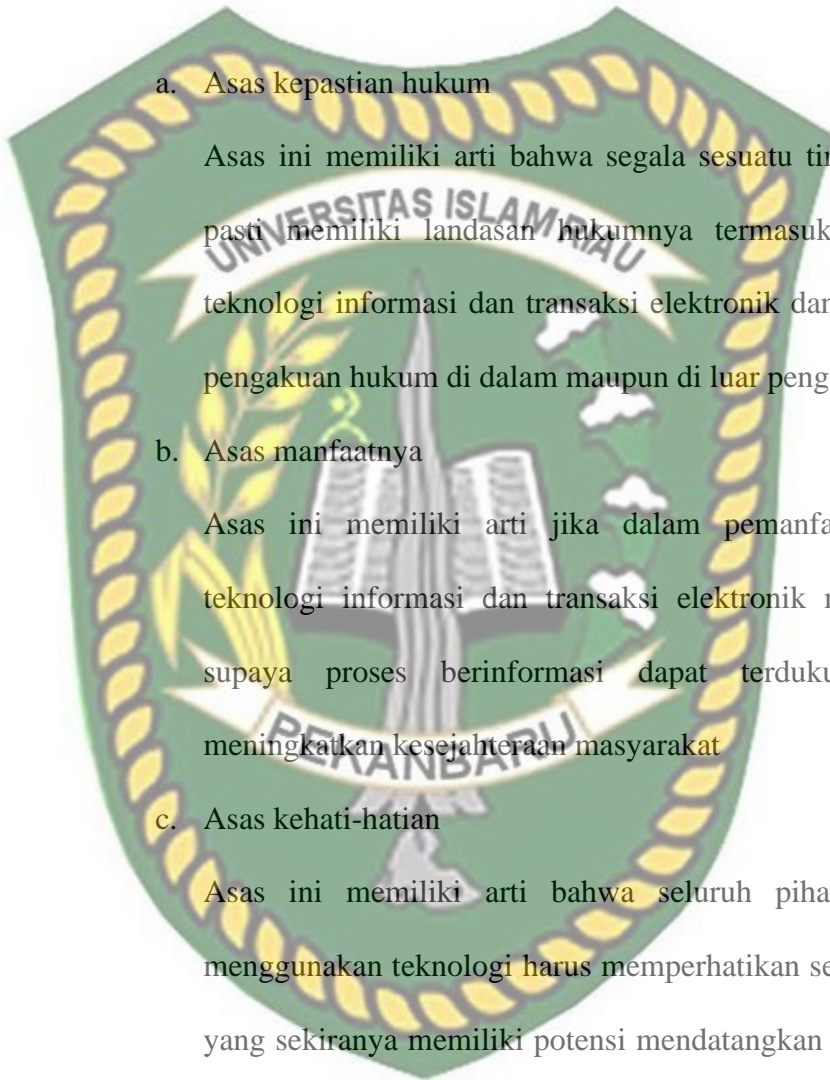 a. Asas kepastian hukum
Asas ini memiliki arti bahwa segala sesuatu
UNIVERSITAS ISLAM RIAU
pasti memiliki landasan hukumnya termasuk
teknologi informasi dan transaksi elektronik dan
pengakuan hukum di dalam maupun di luar
b. Asas manfaatnya
Asas ini memiliki arti jika dalam
teknologi informasi dan transaksi elektronik
supaya proses berinformasi dapat
PEKANBARU
meningkatkan kesejahteraan masyarakat
c. Asas kehati-hatian
Asas ini memiliki arti bahwa seluruh
menggunakan teknologi harus memperhatikan
yang sekiranya memiliki potensi mendatangkan